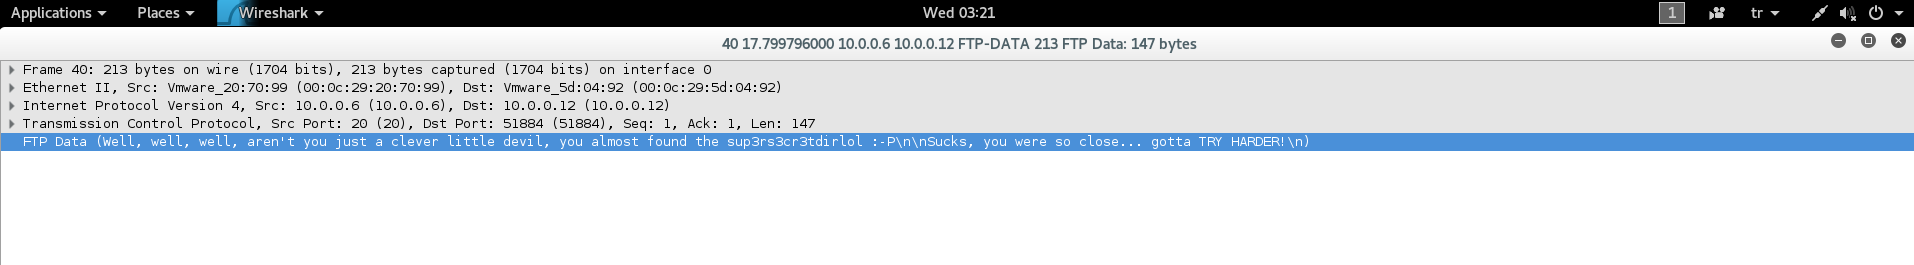 Applications Places Wireshark Wed 03:21 1 tr
40 17.799796000 10.0.0.6 10.0.0.12 FTP-DATA 213 FTP Data: 147 bytes
Frame 40: 213 bytes on wire (1704 bits), 213 bytes captured (1704 bits) on interface 0
Ethernet II, Src: Vmware_20:70:99 (00:0c:29:20:70:99), Dst: Vmware_5d:04:92 (00:0c:29:5d:04:92)
Internet Protocol Version 4, Src: 10.0.0.6 (10.0.0.6), Dst: 10.0.0.12 (10.0.0.12)
Transmission Control Protocol, Src Port: 20 (20), Dst Port: 51884 (51884), Seq: 1, Ack: 1, Len: 147
FTP Data (Well, well, well, aren't you just a clever little devil, you almost found the sup3rs3cr3tdirlol :-P\n\nSucks, you were so close... gotta TRY HARDER!\n)